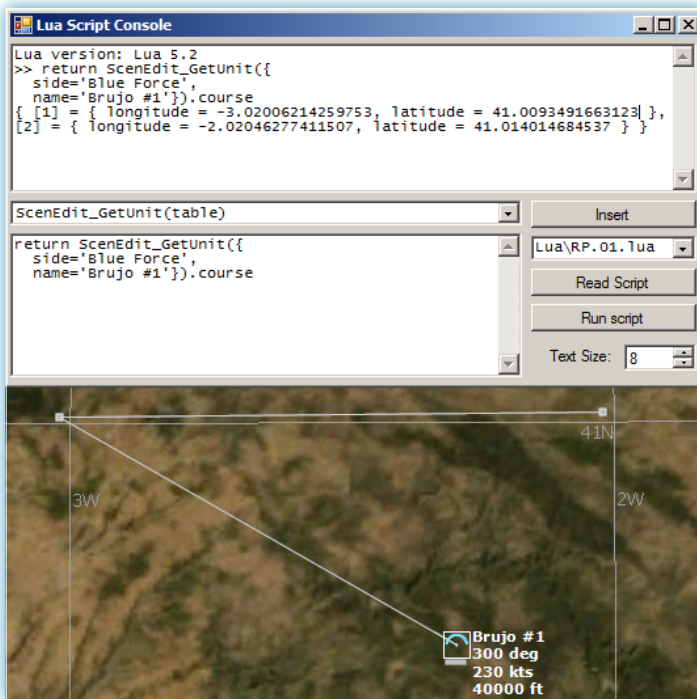 Lua Script Console
Lua version: Lua 5.2
>> return ScenEdit_GetUnit({
  side='Blue Force',
  name='Brujo #1'}).course
{ [1] = { longitude = -3.02006214259753, latitude = 41.0093491663123 },
[2] = { longitude = -2.02046277411507, latitude = 41.014014684537 } }
ScenEdit_GetUnit(table)
Insert
return ScenEdit_GetUnit({
  side='Blue Force',
  name='Brujo #1'}).course
Lua\RP.01.lua
Read Script
Run script
Text Size: 8
41N
3W
2W
Brujo #1
300 deg
230 kts
40000 ft